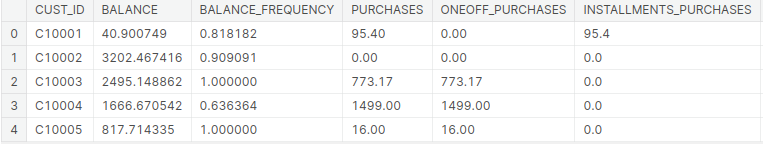 CUST_ID BALANCE BALANCE_FREQUENCY PURCHASES ONEOFF_PURCHASES INSTALLMENTS_PURCHASES
0 C10001 40.900749 0.818182 95.40 0.00 95.4
1 C10002 3202.467416 0.909091 0.00 0.00 0.0
2 C10003 2495.148862 1.000000 773.17 773.17 0.0
3 C10004 1666.670542 0.636364 1499.00 1499.00 0.0
4 C10005 817.714335 1.000000 16.00 16.00 0.0